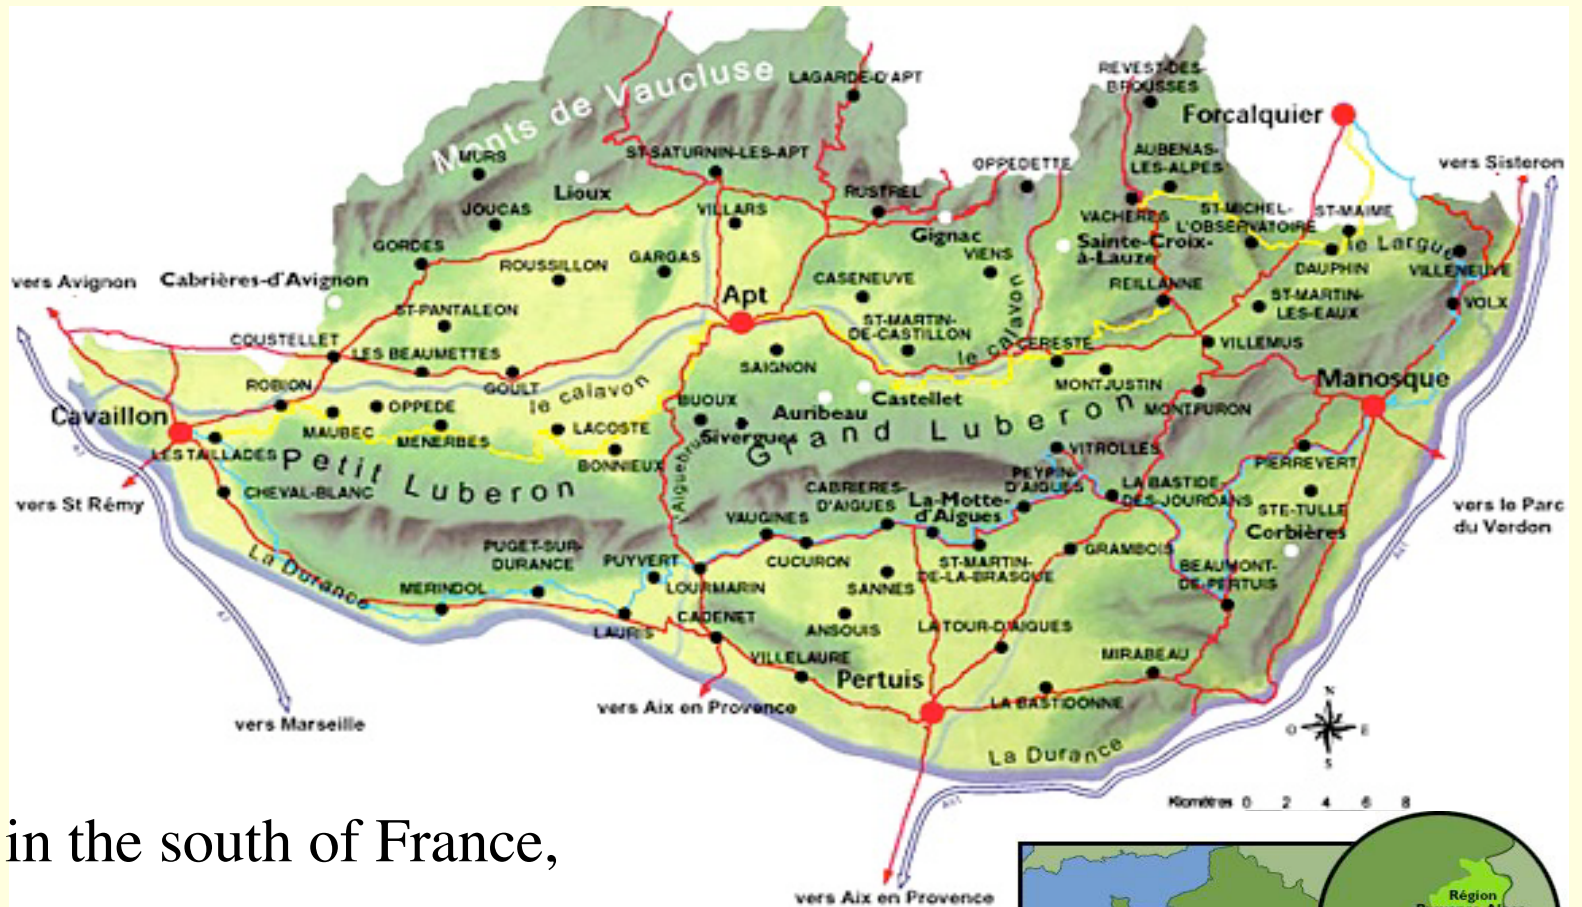 Monts de Vaucluse
LAGARDE-D'APT
REVEST-DES-
BROUSSES
Forcalquier
MURS
ST-SATURNIN-LES-APT
OPPEDETTE
AUBENAS-
LES-ALPES
vers Sisteron
Lioux
RUSTREL
JOUCAS
VILLARS
VACHERES
ST-MICHEL-
L'OBSERVATOIRE
ST-MAIME
Gignac
Sainte-Croix-
à-Lauze
le Largue
GORDES
ROUSSILLON
GARGAS
VIENS
DAUPHIN
VILLENEUVE
vers Avignon
Cabrières-d'Avignon
CASENEUVE
REILLANNE
ST-MARTIN-
LES-EAUX
VOLX
Apt
ST-PANTALEON
ST-MARTIN-
DE-CASTILLON
le calavon
COUSTELLET
LES BEAUMETTES
le calavon
CERESTE
VILLEMUS
SAIGNON
ROBION
GOULT
le calavon
MONTJUSTIN
Manosque
Castellet
Cavaillon
OPPEDE
BUOUX
Auribeau
MONTFURON
MAUBEC
MENERBES
LACOSTE
Sivergues
Grand Luberon
LES TAILLADES
Petit Luberon
BONNIEUX
l'Aiguebrun
VITROLLES
PIERREVERT
CHEVAL-BLANC
CABRIERES-
D'AIGUES
PEYPIN-
D'AIGUES
LA BASTIDE-
DES-JOURDANS
vers St Rémy
La-Motte-
d'Aigues
STE-TULLE
vers le Parc
du Verdon
VAUGINES
Corbières
PUGET-SUR-
DURANCE
PUYVERT
CUCURON
ST-MARTIN-
DE-LA-BRASQUE
GRAMBOIS
BEAUMONT-
DE-PERTUIS
La Durance
MERINDOL
LOURMARIN
SANNES
LAURIS
CADENET
ANSOUIS
LA TOUR-D'AIGUES
VILLELAURE
MIRABEAU
Pertuis
vers Aix en Provence
LA BASTIDONNE
vers Marseille
La Durance
N
O E
S
Kilomètres 0 2 4 6 8
in the south of France,
vers Aix en Provence
Région